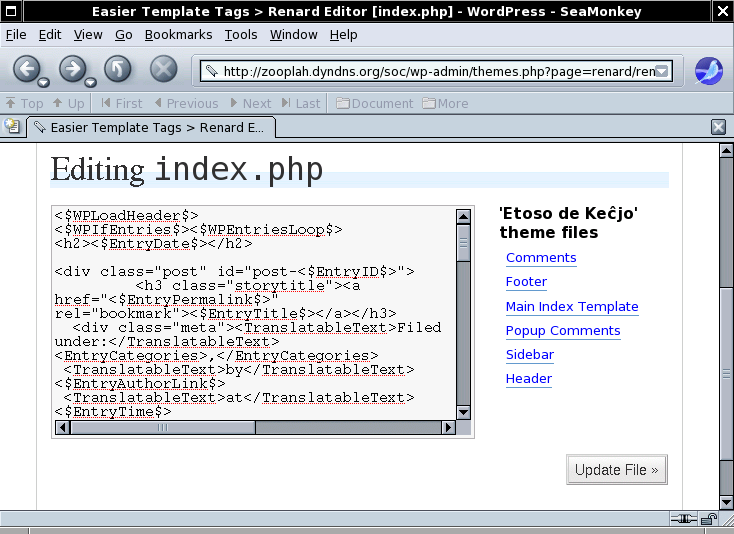 Easier Template Tags > Renard Editor [index.php] - WordPress - SeaMonkey
File Edit View Go Bookmarks Tools Window Help
http://zooplah.dyndns.org/soc/wp-admin/themes.php?page=renard/ren
Top Up First Previous Next Last Document More
Easier Template Tags > Renard E...
Editing index.php
<$WPLoadHeader$>
<$WPIfEntries$><$WPEntriesLoop$>
<h2><$EntryDate$></h2>
<div class="post" id="post-<$EntryID$>">
<h3 class="storytitle"><a
href="<$EntryPermalink$>"
rel="bookmark"><$EntryTitle$></a></h3>
<div class="meta"><TranslatableText>Filed
under:</TranslatableText>
<EntryCategories>,</EntryCategories>
<TranslatableText>by</TranslatableText>
<$EntryAuthorLink$>
<TranslatableText>at</TranslatableText>
<$EntryTime$>
'Etoso de Keĉjo'
theme files
Comments
Footer
Main Index Template
Popup Comments
Sidebar
Header
Update File »